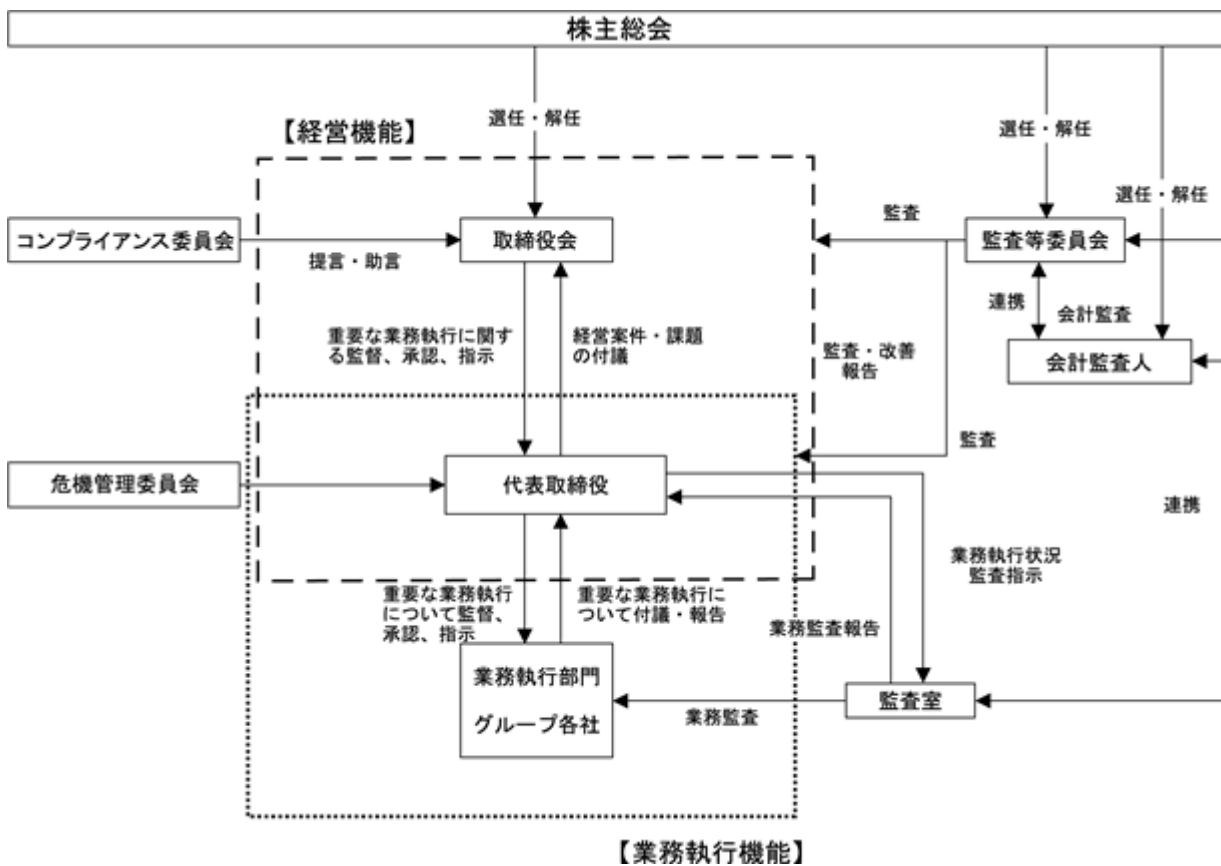 株主総会
選任・解任
選任・解任
選任・解任
【経営機能】
コンプライアンス委員会
提言・助言
取締役会
監査
監査等委員会
連携
会計監査
会計監査人
重要な業務執行に関す
る監督、承認、指示
経営案件・課題
の付議
監査・改善
報告
監査
危機管理委員会
代表取締役
連携
業務執行状況
監査指示
重要な業務執行
について監督、
承認、指示
重要な業務執行に
ついて付議・報告
業務監査報告
業務執行部門
グループ各社
業務監査
監査室
【業務執行機能】